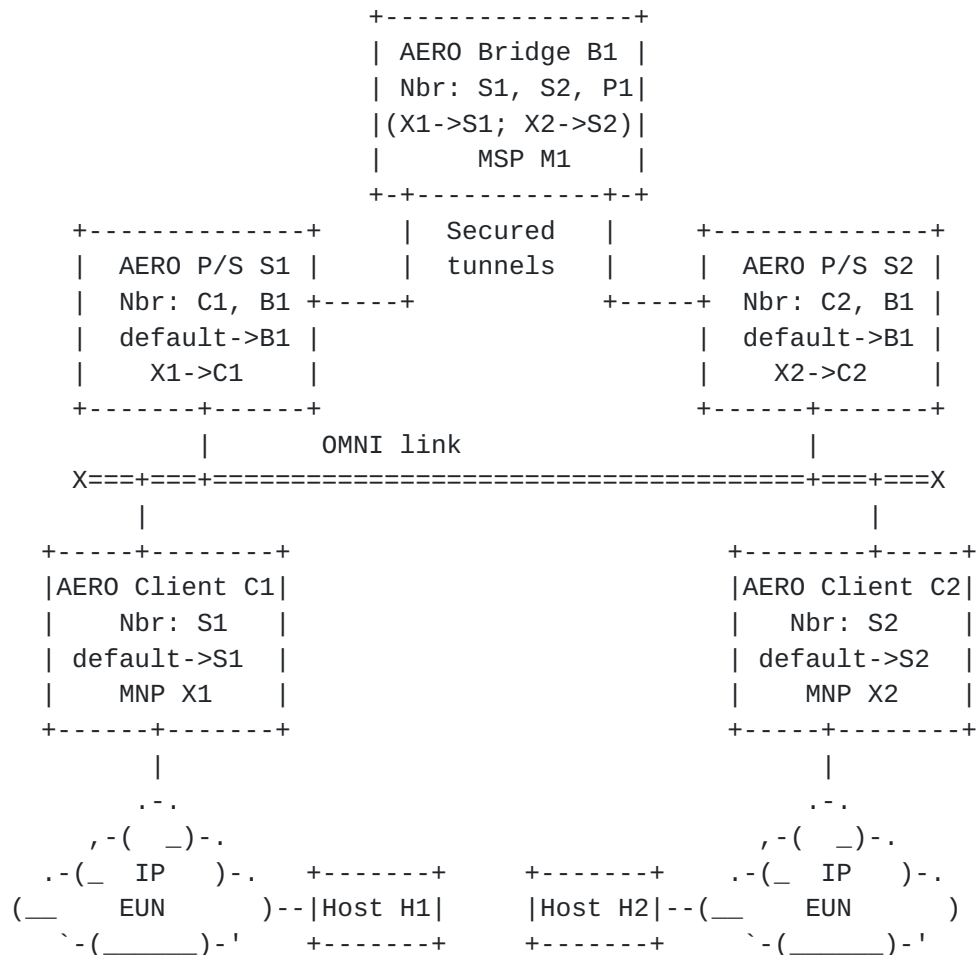 AERO Bridge B1
Nbr: S1, S2, P1
(X1->S1; X2->S2)
MSP M1
Secured
tunnels
AERO P/S S1
Nbr: C1, B1
default->B1
X1->C1
AERO P/S S2
Nbr: C2, B1
default->B1
X2->C2
OMNI link
X X
AERO Client C1
Nbr: S1
default->S1
MNP X1
AERO Client C2
Nbr: S2
default->S2
MNP X2
IP
EUN
Host H1
Host H2
IP
EUN